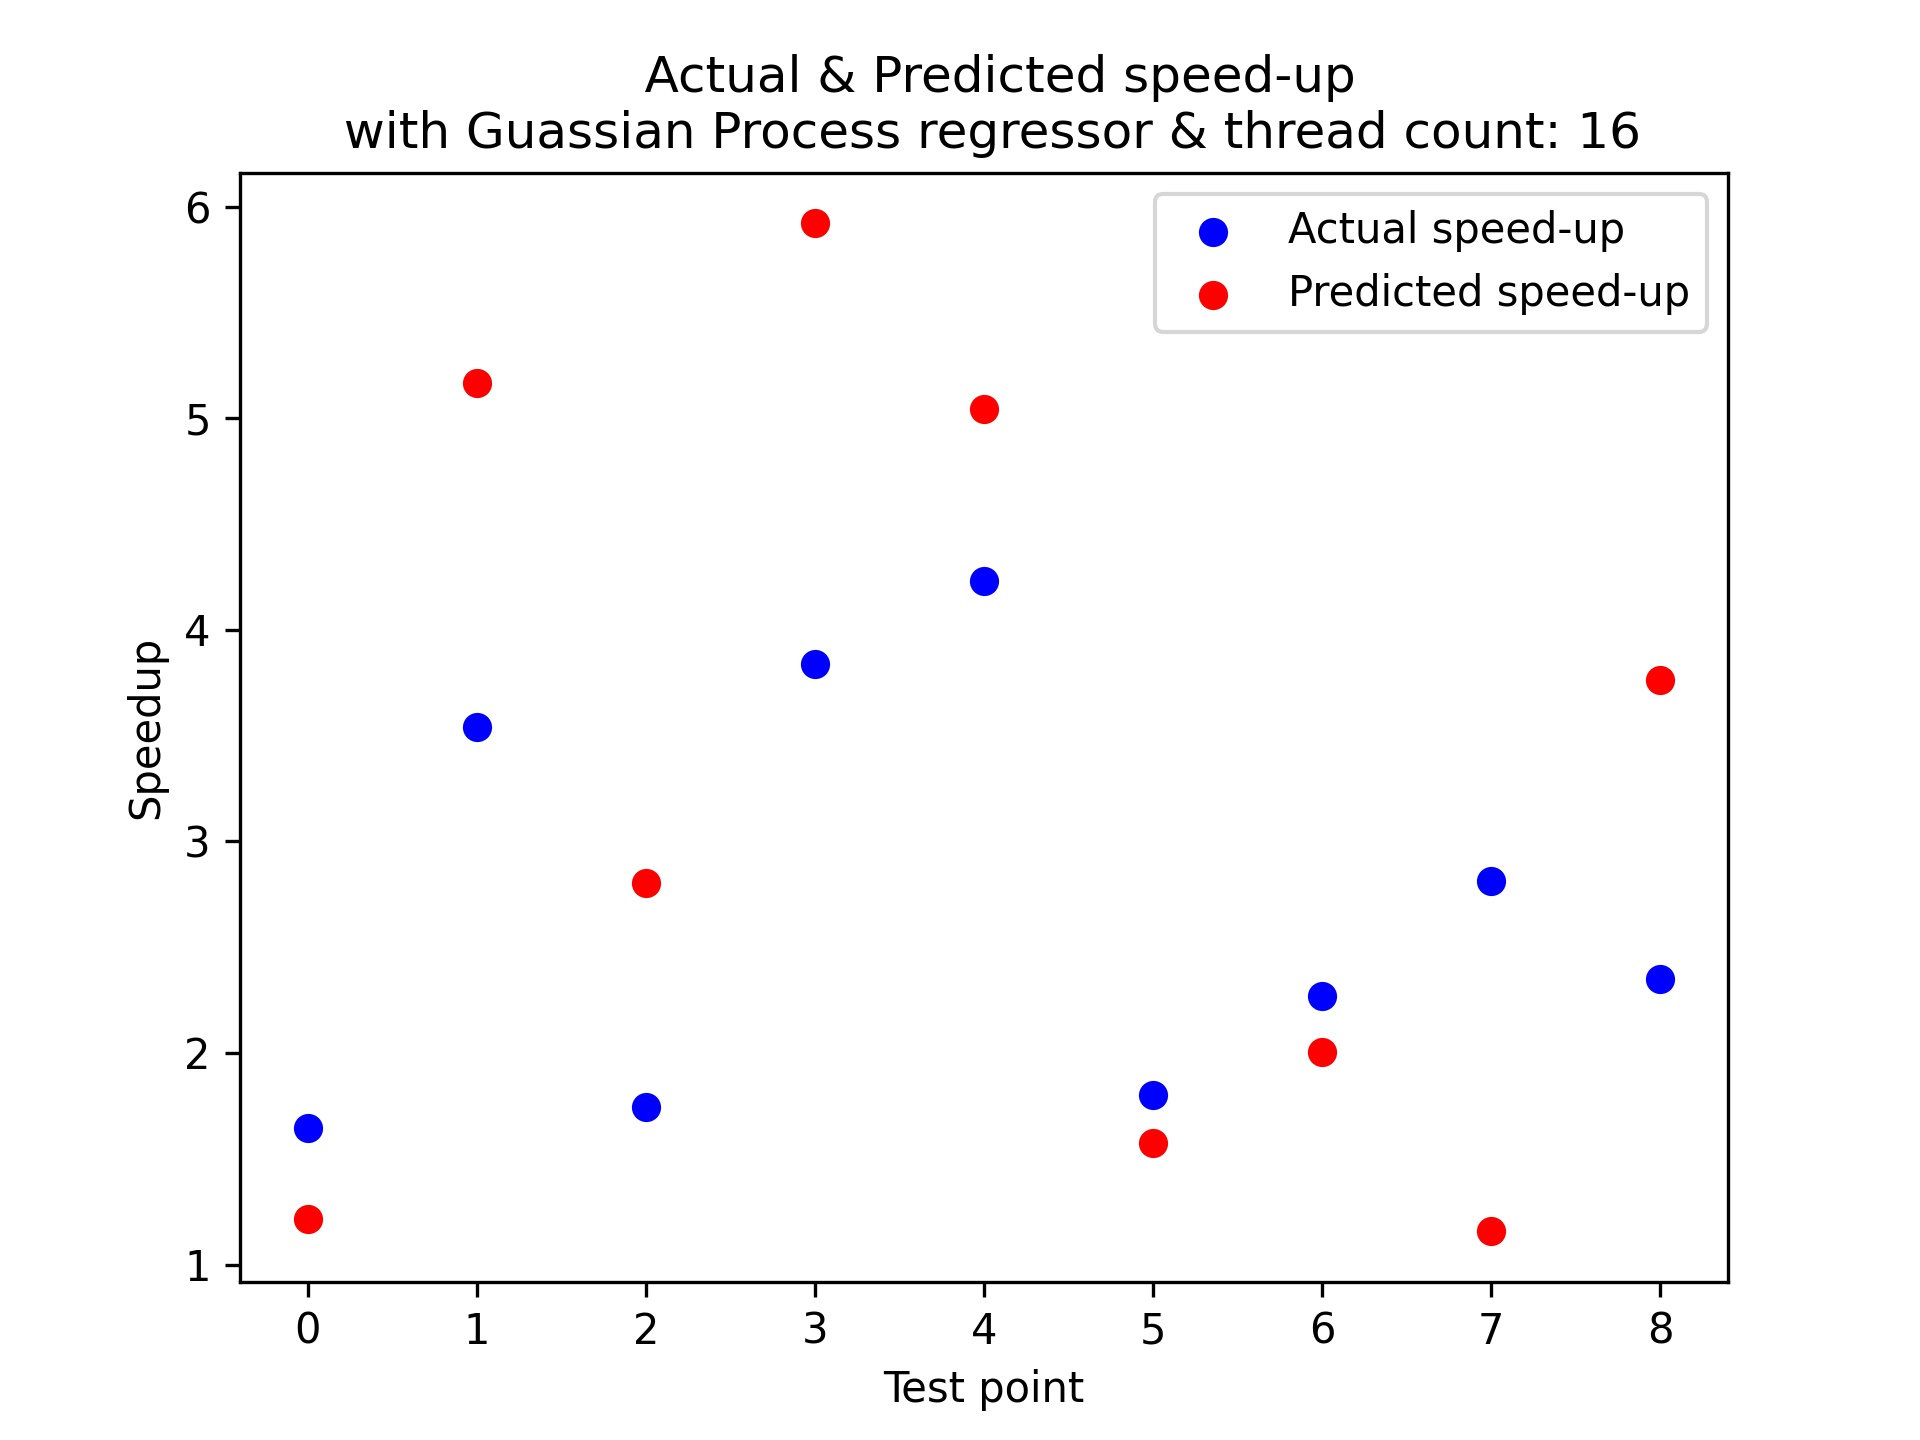 Actual & Predicted speed-up
with Guassian Process regressor & thread count: 16
Actual speed-up
Predicted speed-up
6
5
4
3
2
1
Speedup
0 1 2 3 4 5 6 7 8
Test point